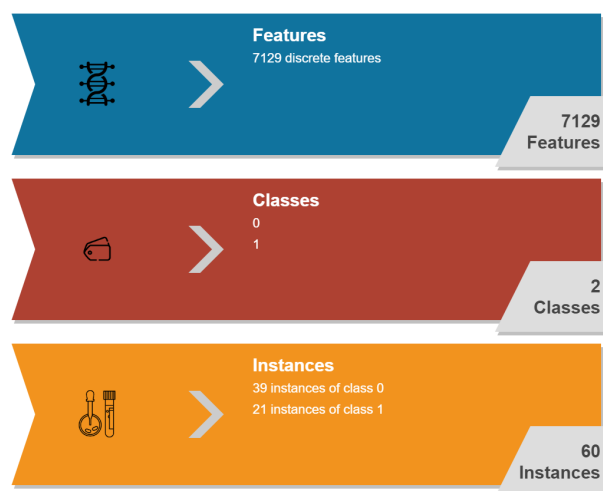 Features
7129 discrete features
7129
Features
Classes
0
1
2
Classes
Instances
39 instances of class 0
21 instances of class 1
60
Instances